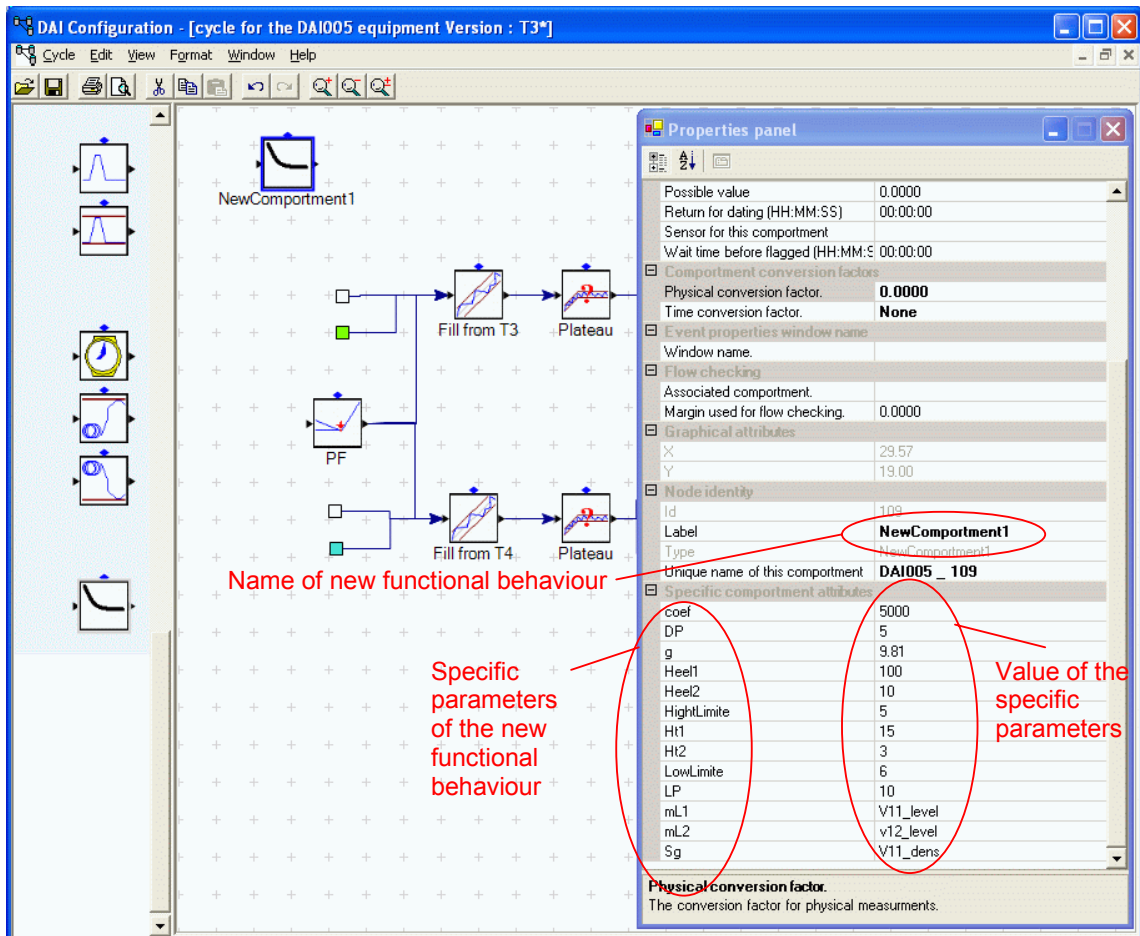 DAI Configuration - [cycle for the DAI005 equipment Version : T3*]
Cycle Edit View Format Window Help
NewComportment1
Fill from T3
Plateau
PF
Fill from T4
Plateau
Name of new functional behaviour
Specific
parameters
of the new
functional
behaviour
Value of the
specific
parameters
Properties panel
Possible value 0.0000
Return for dating (HH:MM:SS) 00:00:00
Sensor for this compartment
Wait time before flagged (HH:MM:S 00:00:00
Comportment conversion factors
Physical conversion factor. 0.0000
Time conversion factor. None
Event properties window name
Window name.
Flow checking
Associated compartment.
Margin used for flow checking. 0.0000
Graphical attributes
X 29.57
Y 19.00
Node identity
Id 109
Label NewComportment1
Type NewComportment1
Unique name of this compartment DAI005 _ 109
Specific compartment attributes
coef 5000
DP 5
g 9.81
Heel1 100
Heel2 10
HightLimite 5
Ht1 15
Ht2 3
LowLimite 6
LP 10
mL1 V11_level
mL2 v12_level
Sg V11_dens
Physical conversion factor.
The conversion factor for physical measurments.